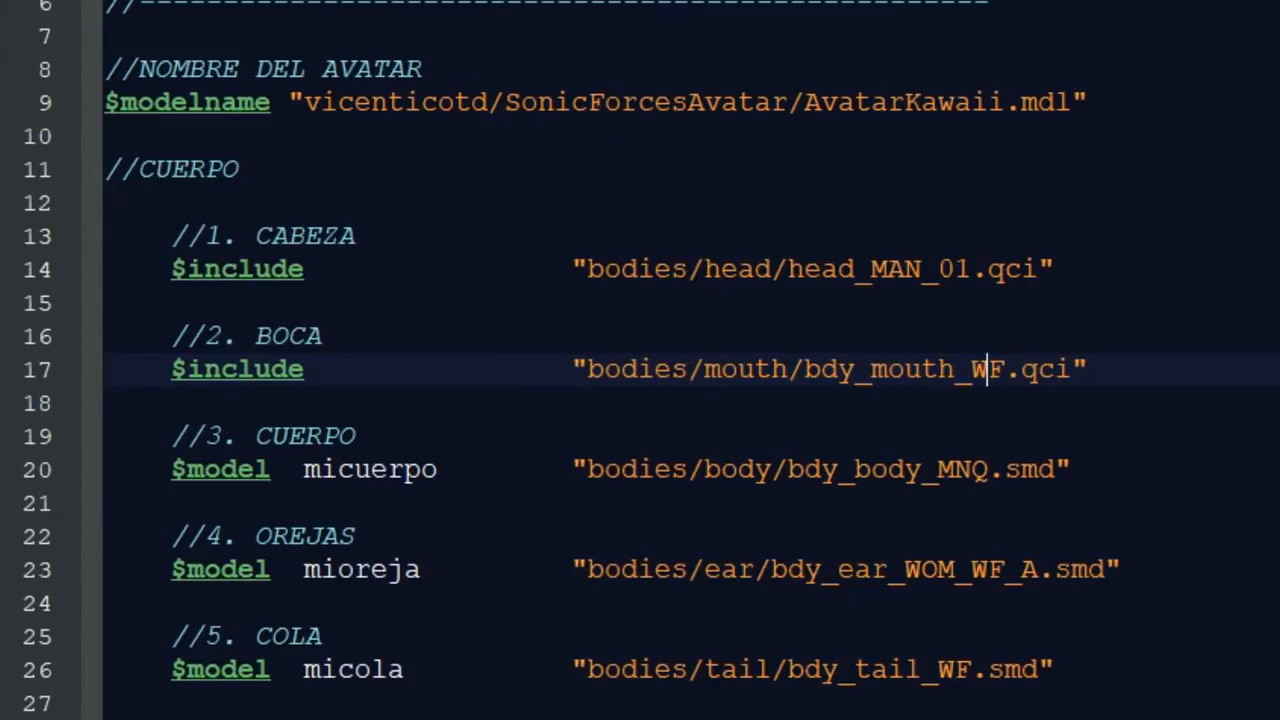 6 //---------------------------------------------------
7
8 //NOMBRE DEL AVATAR
9 $modelname "vicenticotd/SonicForcesAvatar/AvatarKawaii.mdl"
10
11 //CUERPO
12
13 //1. CABEZA
14 $include "bodies/head/head_MAN_01.qci"
15
16 //2. BOCA
17 $include "bodies/mouth/bdy_mouth_WF.qci"
18
19 //3. CUERPO
20 $model micuerpo "bodies/body/bdy_body_MNQ.smd"
21
22 //4. OREJAS
23 $model mioreja "bodies/ear/bdy_ear_WOM_WF_A.smd"
24
25 //5. COLA
26 $model micola "bodies/tail/bdy_tail_WF.smd"
27